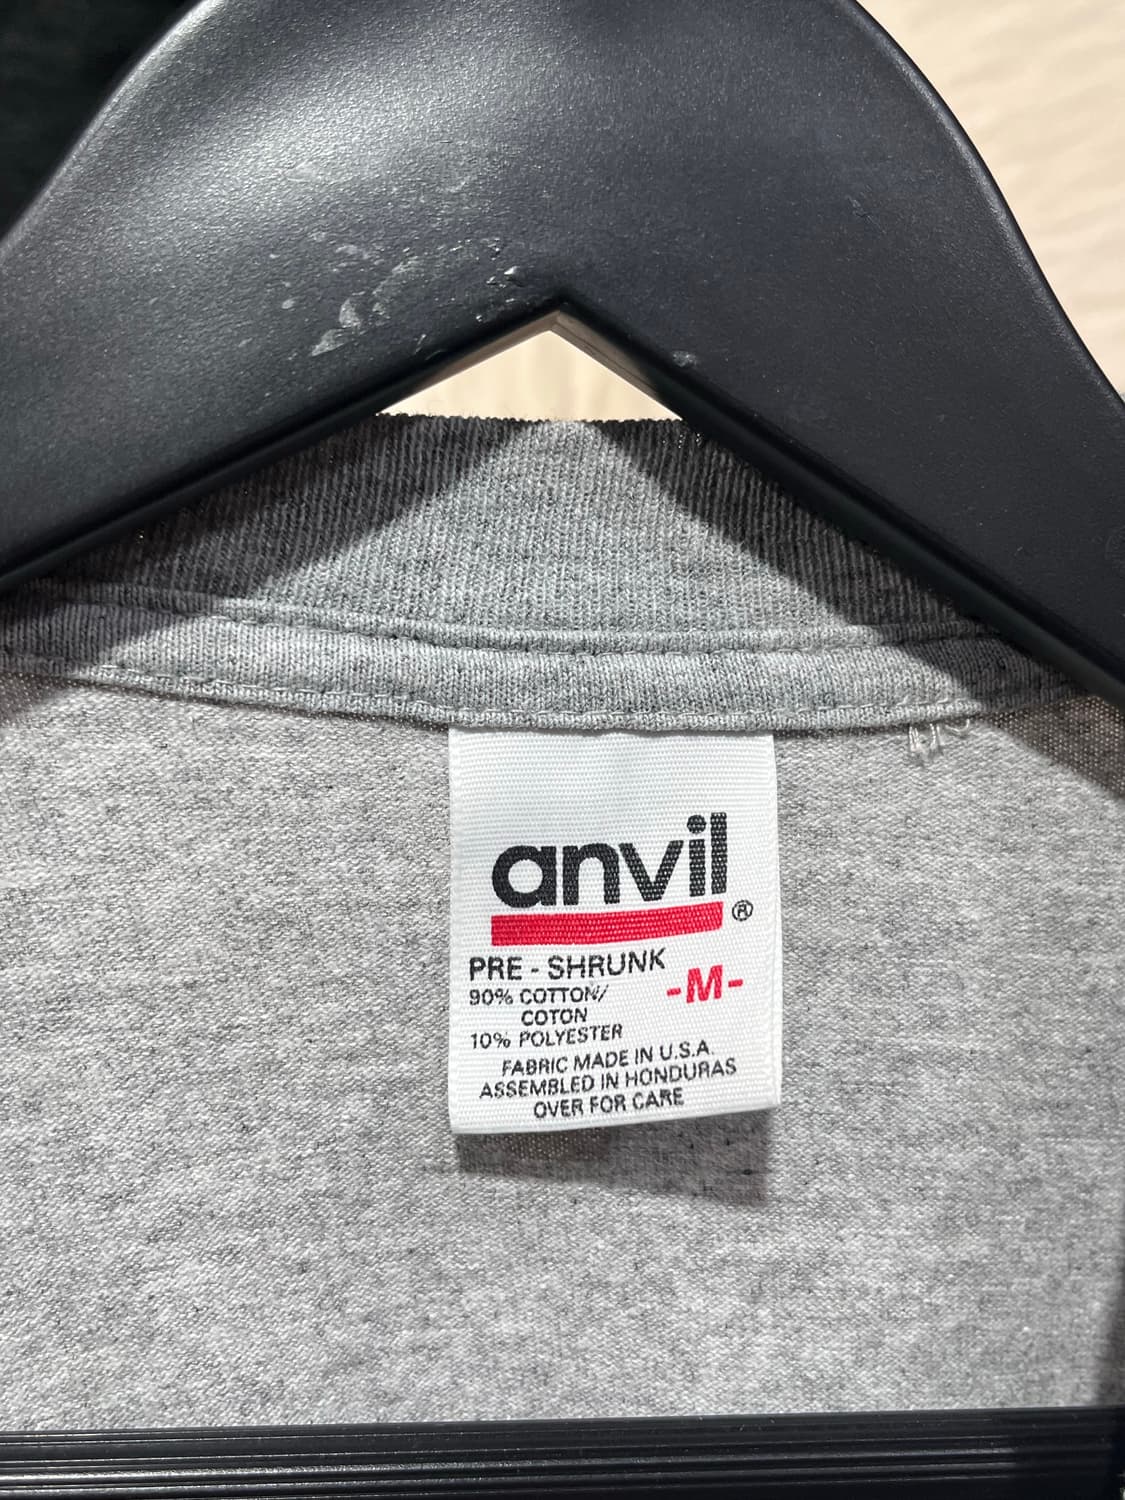 anvil®
PRE - SHRUNK
-M-
90% COTTON/
COTON
10% POLYESTER
FABRIC MADE IN U.S.A.
ASSEMBLED IN HONDURAS
OVER FOR CARE